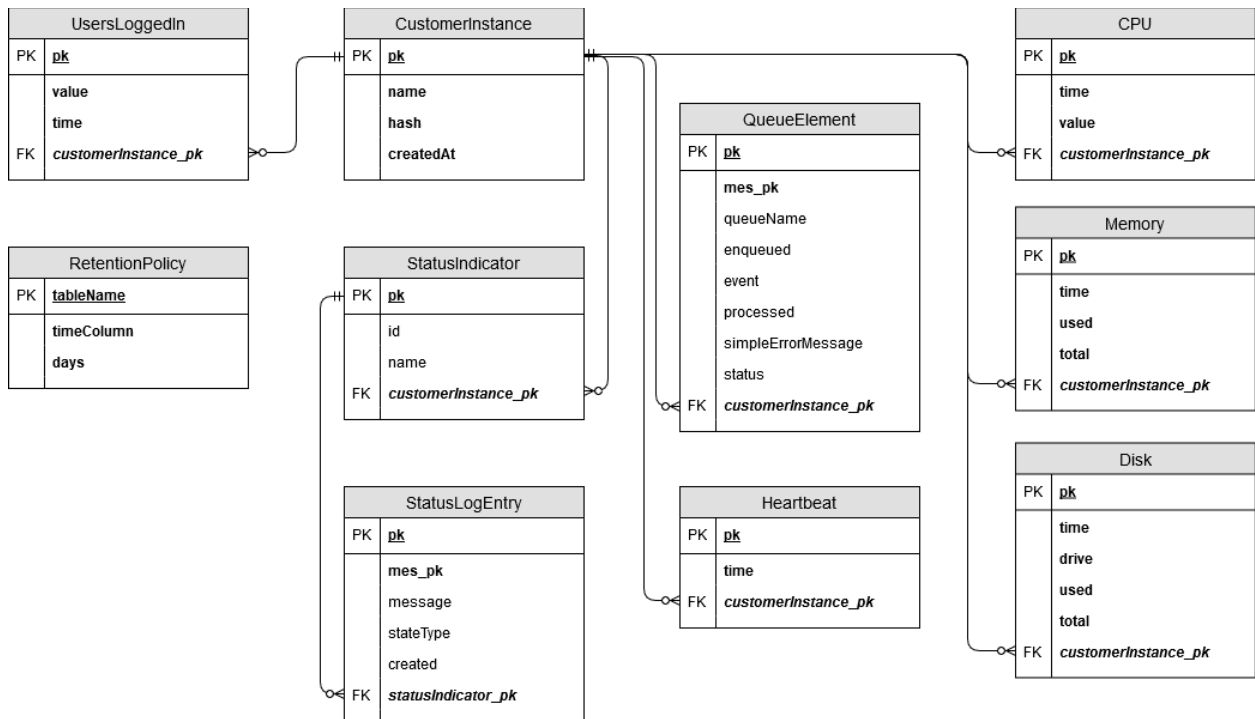 UsersLoggedIn
PK pk
value
time
FK customerInstance_pk
CustomerInstance
PK pk
name
hash
createdAt
CPU
PK pk
time
value
FK customerInstance_pk
QueueElement
PK pk
mes_pk
queueName
enqueued
event
processed
simpleErrorMessage
status
FK customerInstance_pk
Memory
PK pk
time
used
total
FK customerInstance_pk
RetentionPolicy
PK tableName
timeColumn
days
StatusIndicator
PK pk
id
name
FK customerInstance_pk
Disk
PK pk
time
drive
used
total
FK customerInstance_pk
StatusLogEntry
PK pk
mes_pk
message
stateType
created
FK statusIndicator_pk
Heartbeat
PK pk
time
FK customerInstance_pk